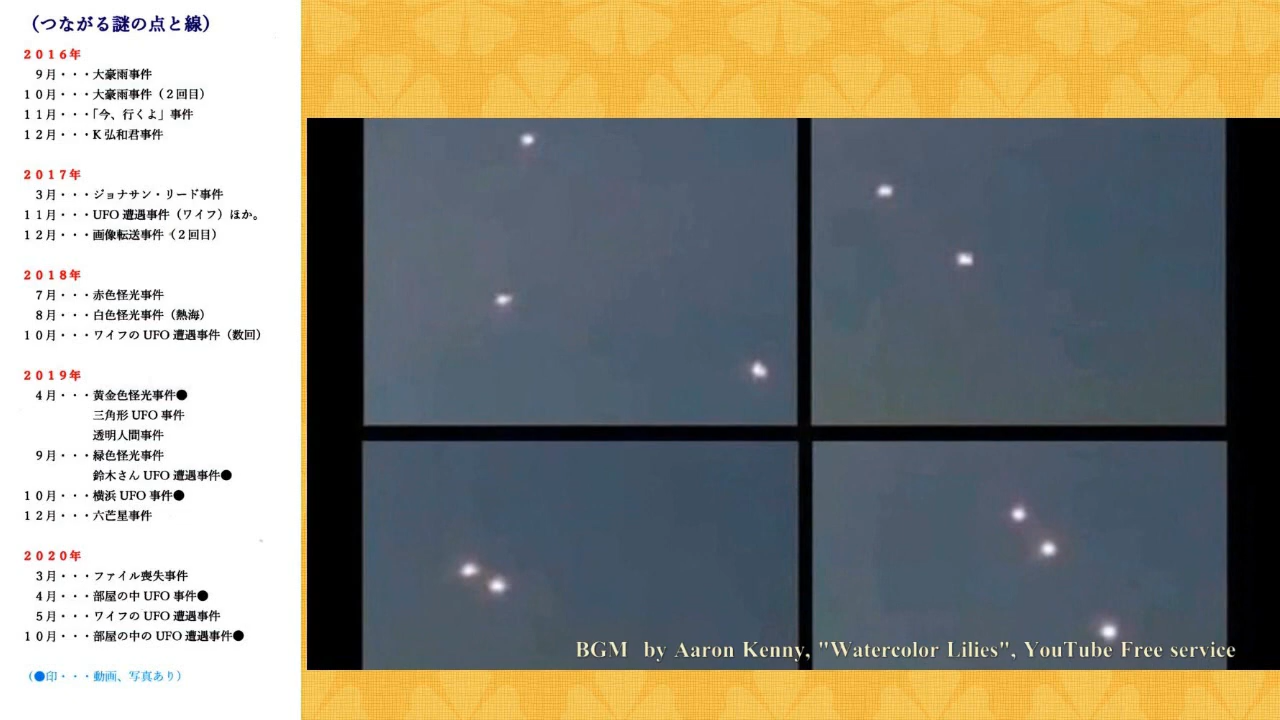 （つながる謎の点と線）
２０１６年
９月・・・大豪雨事件
１０月・・・大豪雨事件（２回目）
１１月・・・「今、行くよ」事件
１２月・・・K 弘和君事件
２０１７年
３月・・・ジョナサン・リード事件
１１月・・・UFO 遭遇事件（ワイフ）ほか。
１２月・・・画像転送事件（２回目）
２０１８年
７月・・・赤色怪光事件
８月・・・白色怪光事件（熱海）
１０月・・・ワイフの UFO 遭遇事件（数回）
２０１９年
４月・・・黄金色怪光事件●
三角形 UFO 事件
透明人間事件
９月・・・緑色怪光事件
鈴木さん UFO 遭遇事件●
１０月・・・横浜 UFO 事件●
１２月・・・六芒星事件
２０２０年
３月・・・ファイル喪失事件
４月・・・部屋の中 UFO 事件●
５月・・・ワイフの UFO 遭遇事件
１０月・・・部屋の中の UFO 遭遇事件●
（●印・・・動画、写真あり）
BGM by Aaron Kenny, "Watercolor Lilies", YouTube Free service